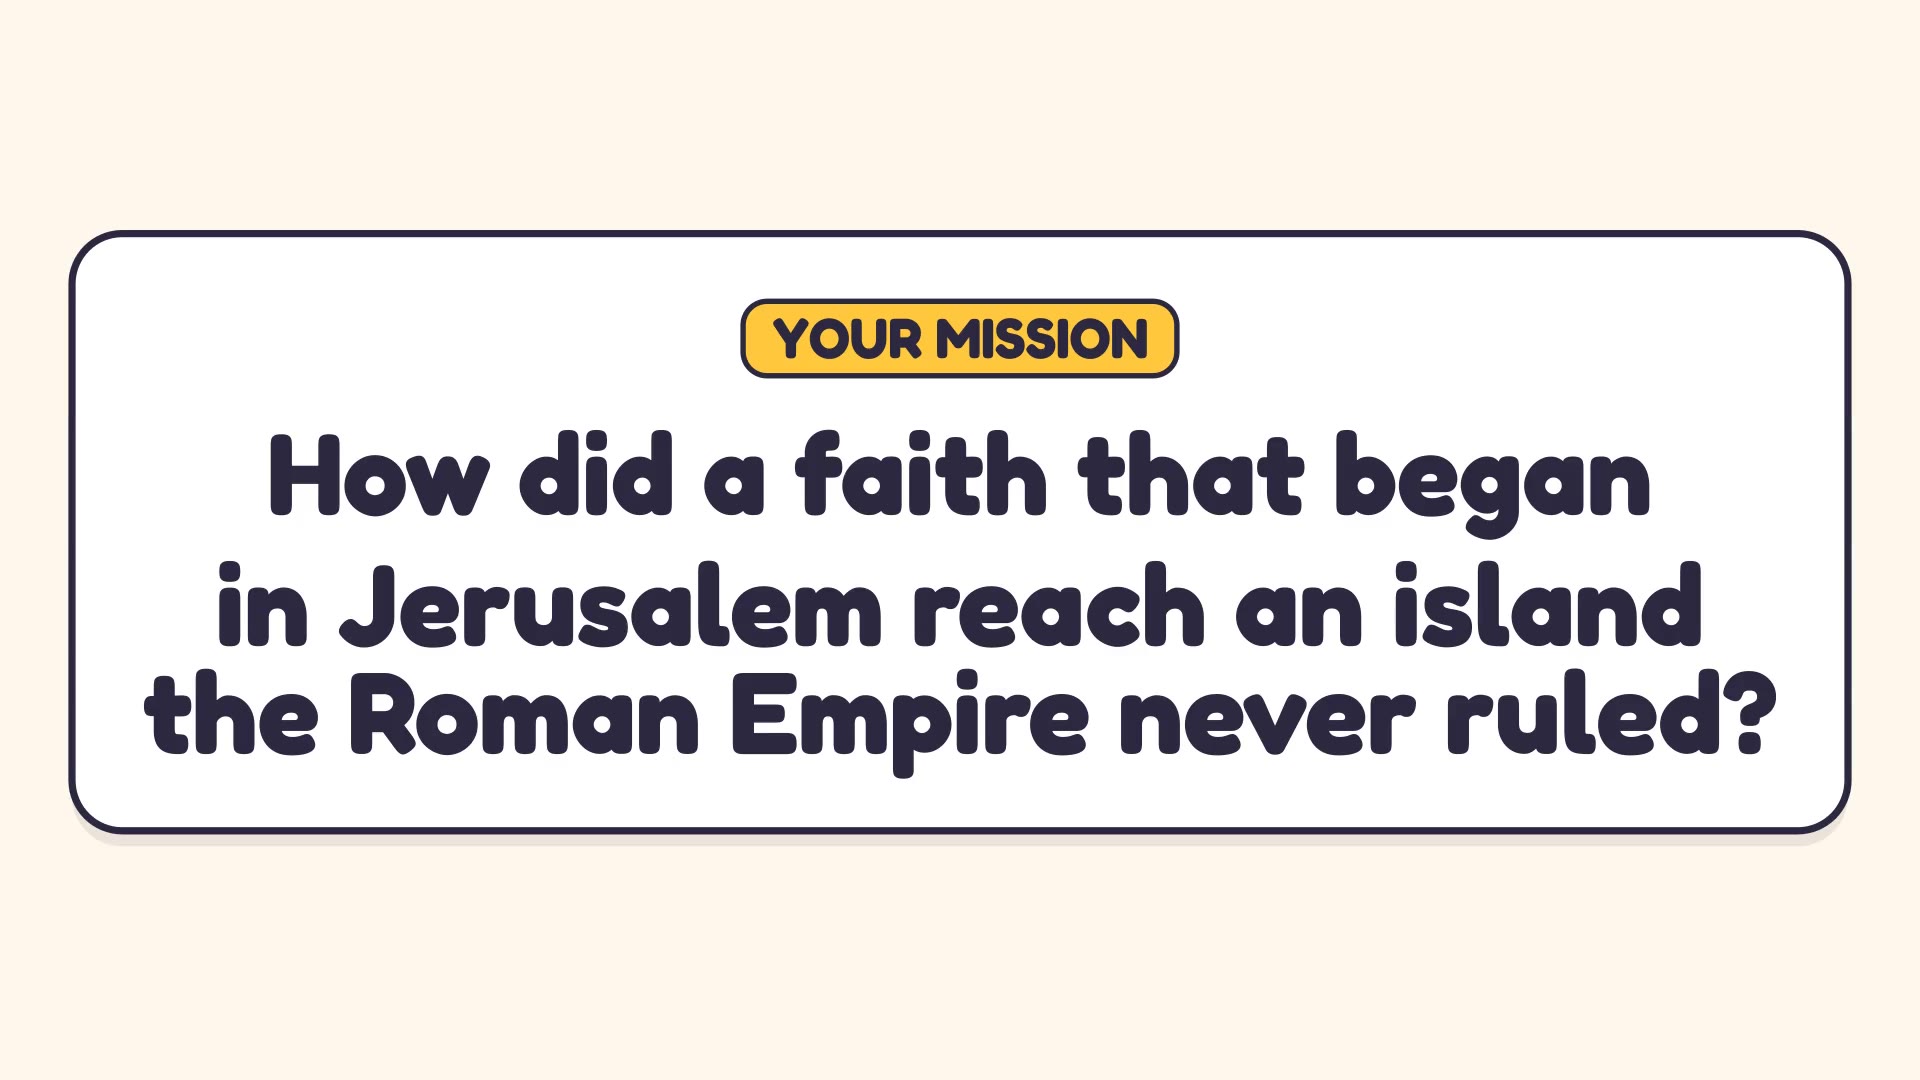 YOUR MISSION
How did a faith that began
in Jerusalem reach an island
the Roman Empire never ruled?